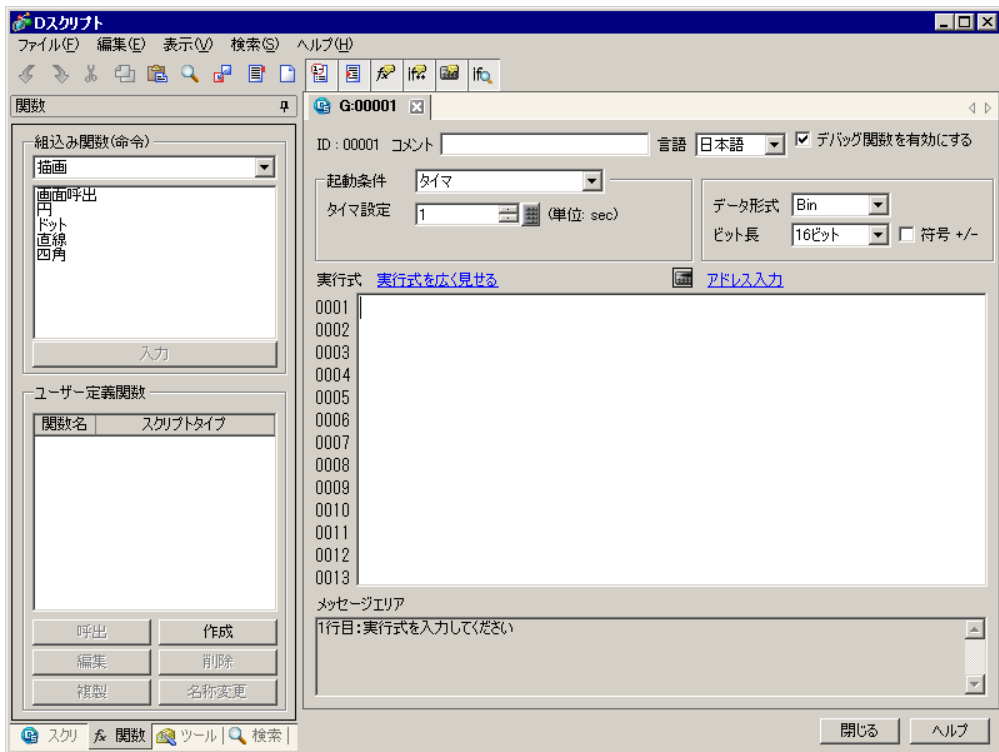 Dスクリプト
ファイル(F) 編集(E) 表示(V) 検索(S) ヘルプ(H)
関数
組込み関数(命令)
描画
画面呼出
円
ドット
直線
四角
入力
ユーザー定義関数
関数名 スクリプトタイプ
呼出 作成
編集 削除
複製 名称変更
スクリ 関数 ツール 検索
G:00001
ID : 00001 コメント 言語 日本語 デバッグ関数を有効にする
起動条件 タイマ
タイマ設定 1 (単位: sec)
データ形式 Bin
ビット長 16ビット 符号 +/-
実行式 実行式を広く見せる アドレス入力
0001
0002
0003
0004
0005
0006
0007
0008
0009
0010
0011
0012
0013
メッセージエリア
1行目:実行式を入力してください
閉じる ヘルプ